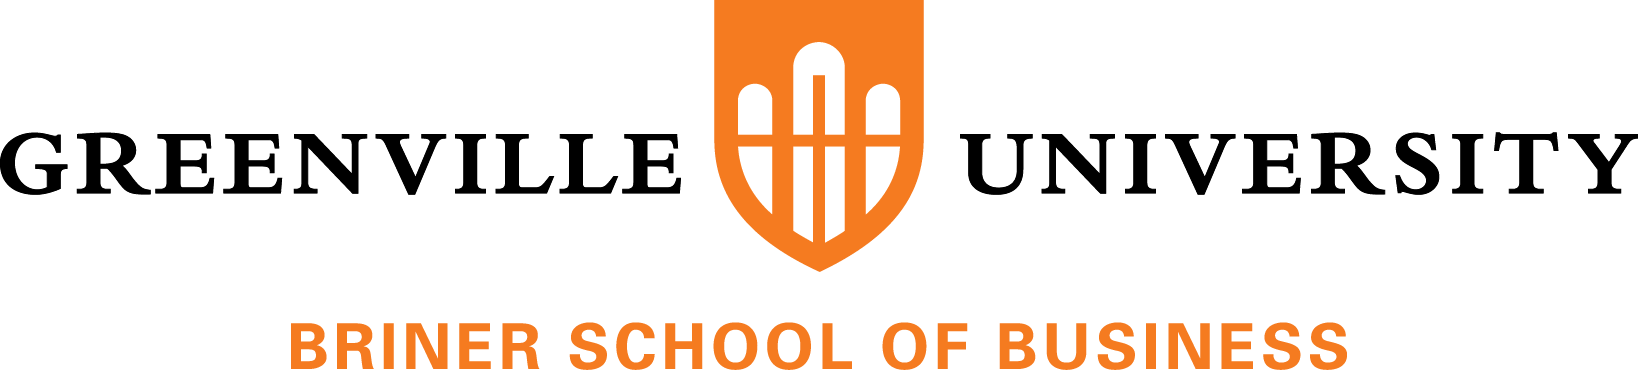 GREENVILLE UNIVERSITY
BRINER SCHOOL OF BUSINESS